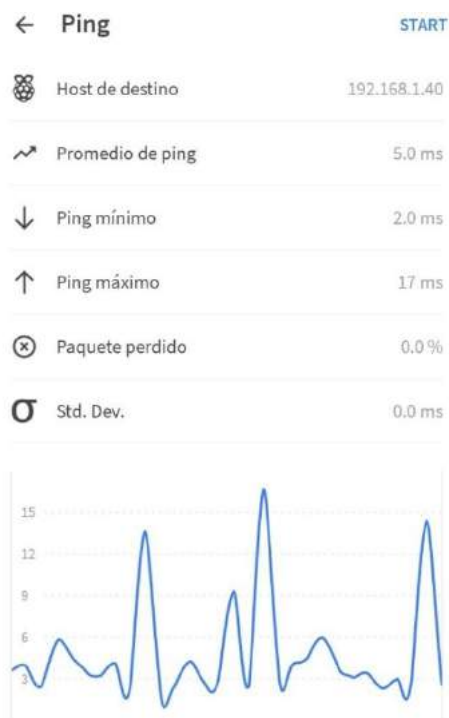 Ping START
Host de destino 192.168.1.40
Promedio de ping 5.0 ms
Ping mínimo 2.0 ms
Ping máximo 17 ms
Paquete perdido 0.0 %
σ Std. Dev. 0.0 ms
15
12
9
6
3